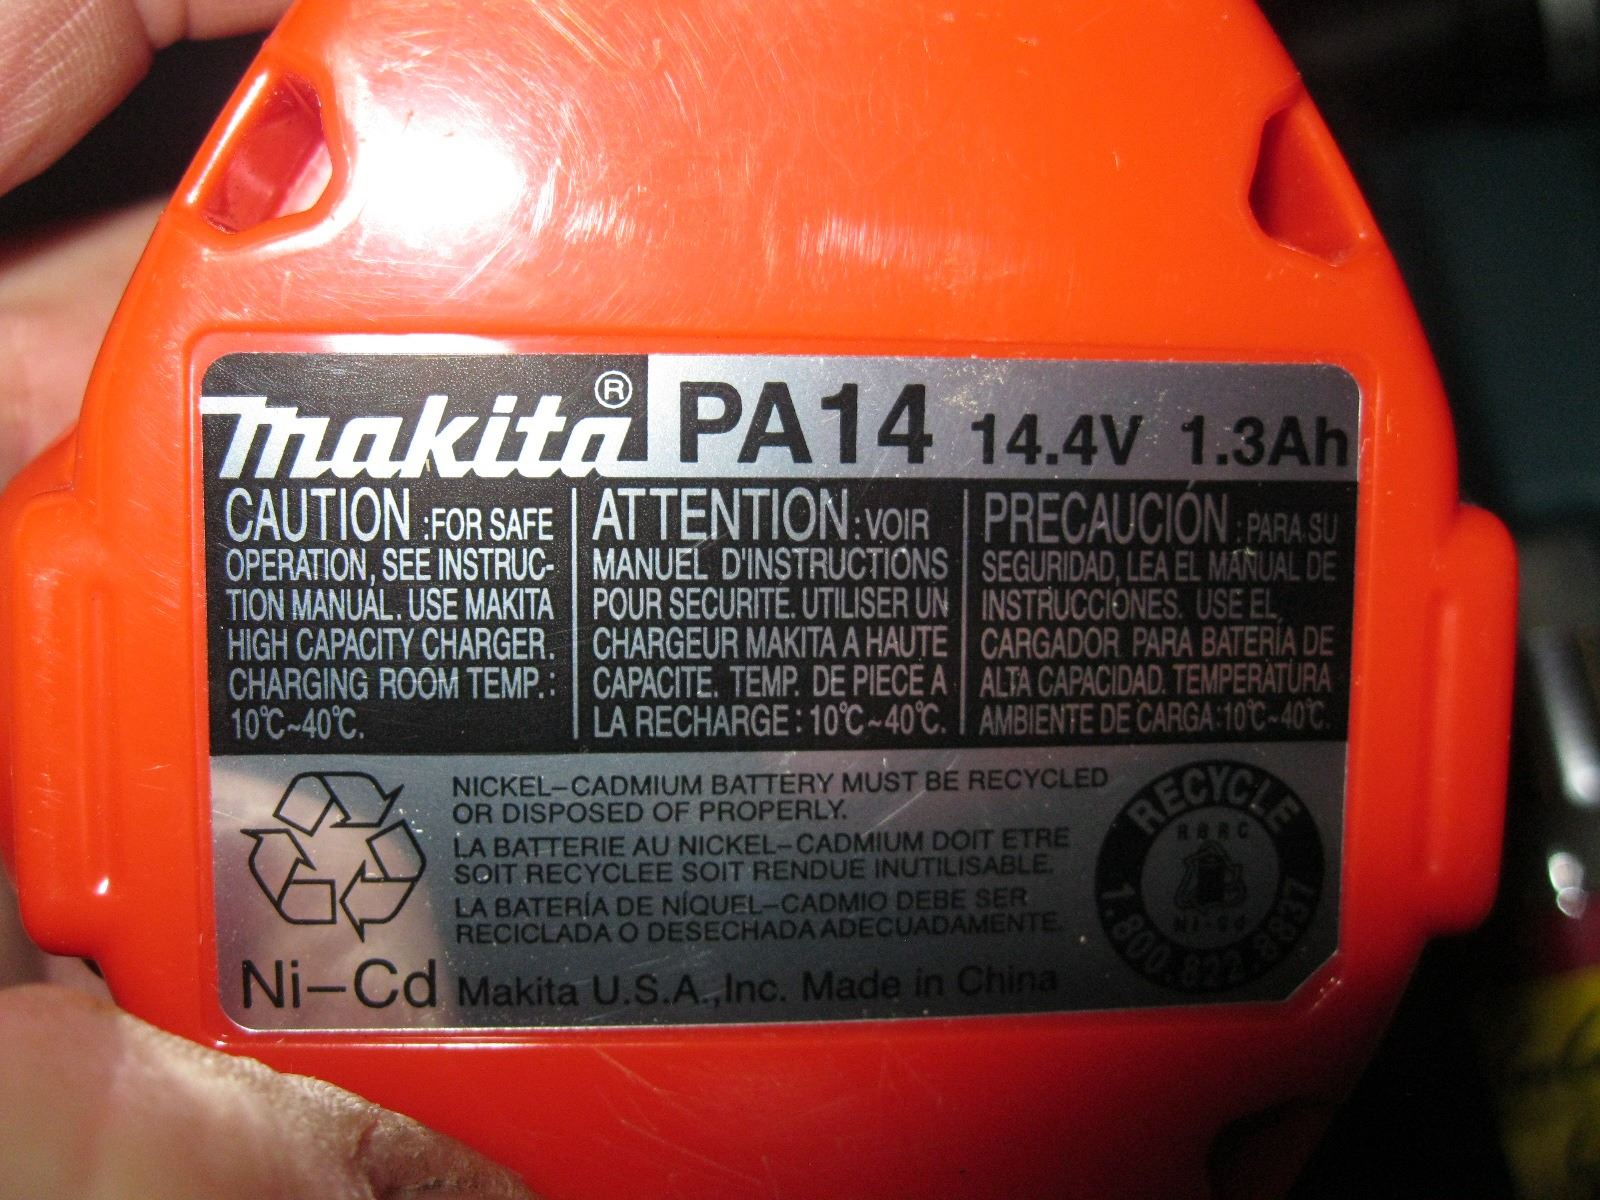 makita® PA14 14.4V 1.3Ah
CAUTION :FOR SAFE
OPERATION, SEE INSTRUC-
TION MANUAL. USE MAKITA
HIGH CAPACITY CHARGER.
CHARGING ROOM TEMP.:
10℃~40℃.
ATTENTION:VOIR
MANUEL D'INSTRUCTIONS
POUR SECURITE. UTILISER UN
CHARGEUR MAKITA A HAUTE
CAPACITE. TEMP. DE PIECE A
LA RECHARGE : 10℃~40℃.
PRECAUCIÓN :PARA SU
SEGURIDAD, LEA EL MANUAL DE
INSTRUCCIONES. USE EL
CARGADOR PARA BATERÍA DE
ALTA CAPACIDAD. TEMPERATURA
AMBIENTE DE CARGA:10℃~40℃.
NICKEL-CADMIUM BATTERY MUST BE RECYCLED
OR DISPOSED OF PROPERLY.
LA BATTERIE AU NICKEL-CADMIUM DOIT ETRE
SOIT RECYCLEE SOIT RENDUE INUTILISABLE.
LA BATERÍA DE NÍQUEL-CADMIO DEBE SER
RECICLADA O DESECHADA ADECUADAMENTE.
Ni-Cd Makita U.S.A.,Inc. Made in China
RECYCLE
RBRC
Ni-Cd
1.800.822.8837